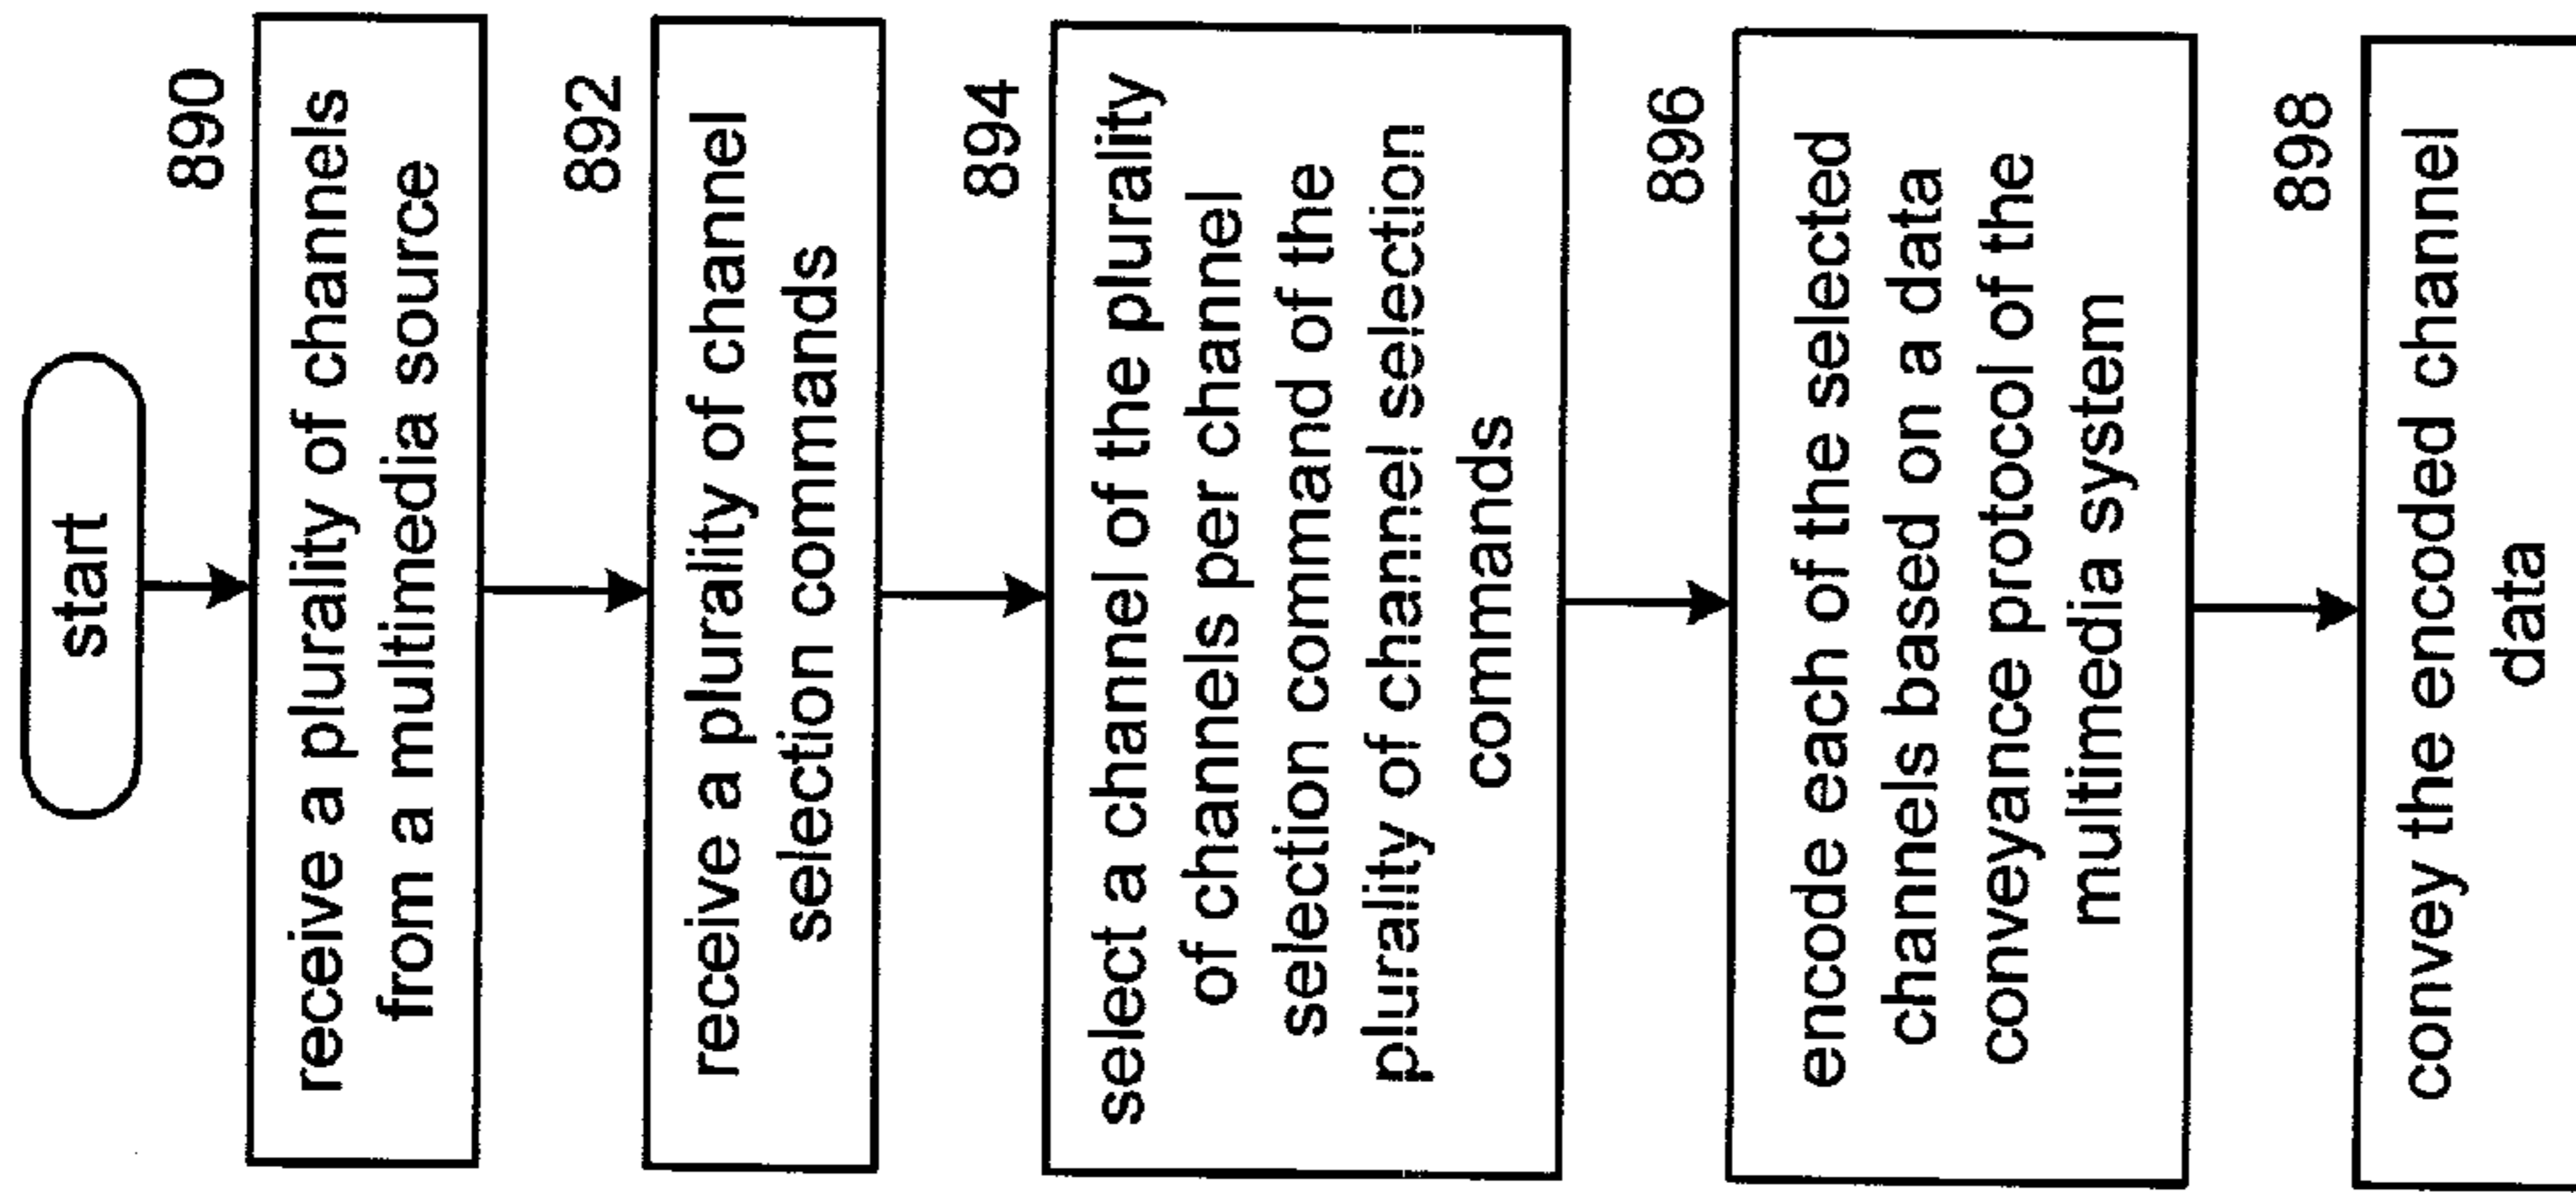 start
890
receive a plurality of channels
from a multimedia source
892
receive a plurality of channel
selection commands
894
select a channel of the plurality
of channels per channel
selection command of the
plurality of channel selection
commands
896
encode each of the selected
channels based on a data
conveyance protocol of the
multimedia system
898
convey the encoded channel
data